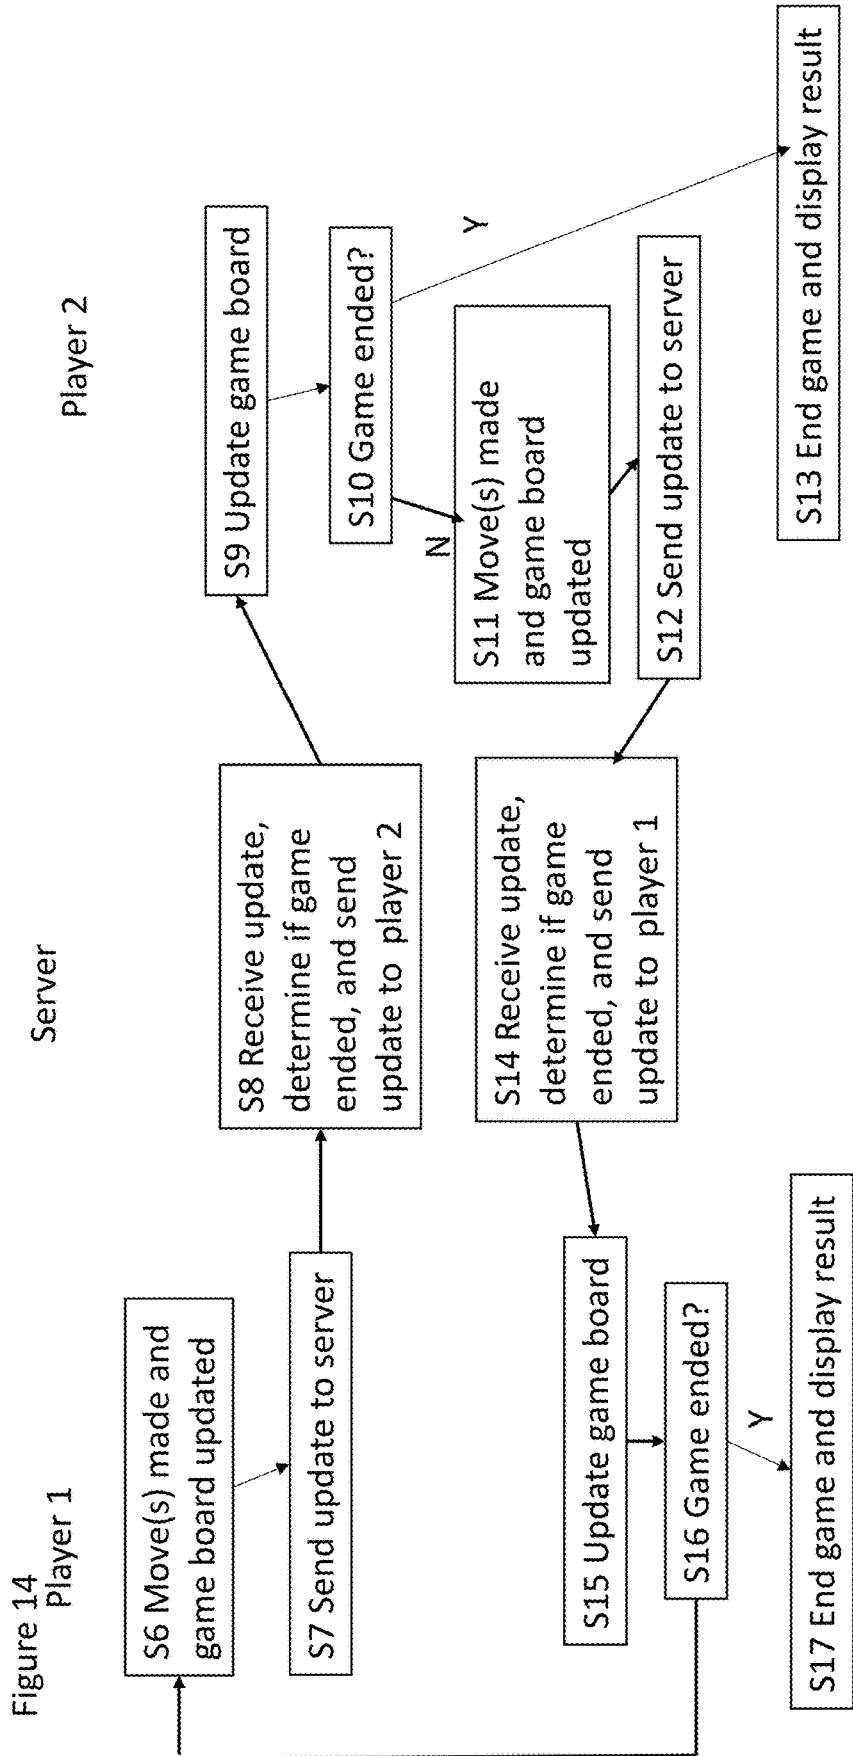 Figure 14
Player 1
Server
Player 2
S6 Move(s) made and
game board updated
S7 Send update to server
S8 Receive update,
determine if game
ended, and send
update to player 2
S9 Update game board
S10 Game ended?
Y
N
S11 Move(s) made
and game board
updated
S12 Send update to server
S13 End game and display result
S14 Receive update,
determine if game
ended, and send
update to player 1
S15 Update game board
S16 Game ended?
Y
S17 End game and display result